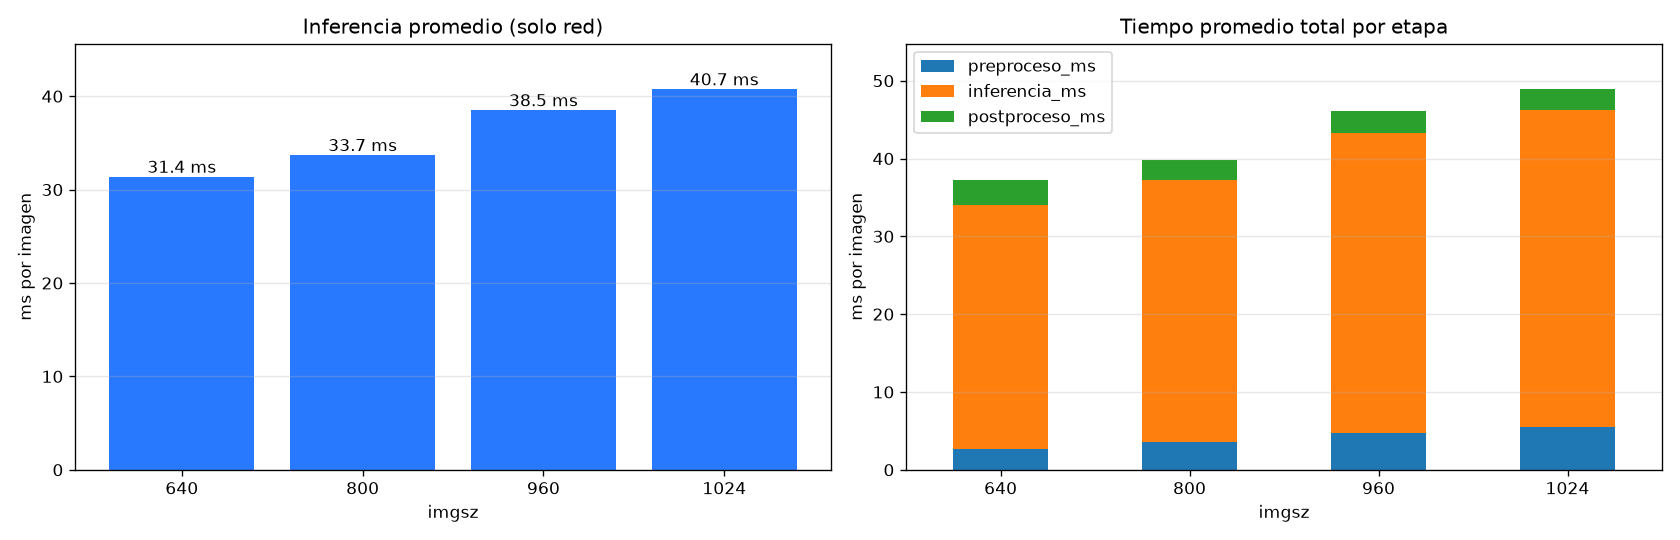 Inferencia promedio (solo red)
ms por imagen
40
30
20
10
0
31.4 ms
33.7 ms
38.5 ms
40.7 ms
640
800
960
1024
imgsz
Tiempo promedio total por etapa
preproceso_ms
inferencia_ms
postproceso_ms
ms por imagen
50
40
30
20
10
0
640
800
960
1024
imgsz